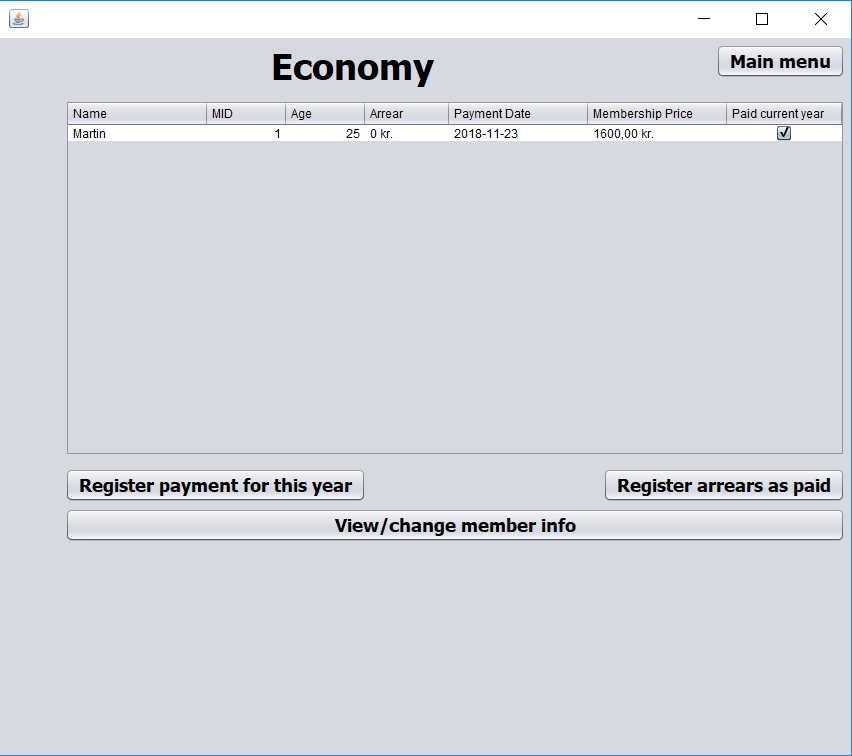 Economy
Main menu
Name MID Age Arrear Payment Date Membership Price Paid current year
Martin 1 25 0 kr. 2018-11-23 1600,00 kr.
Register payment for this year
Register arrears as paid
View/change member info